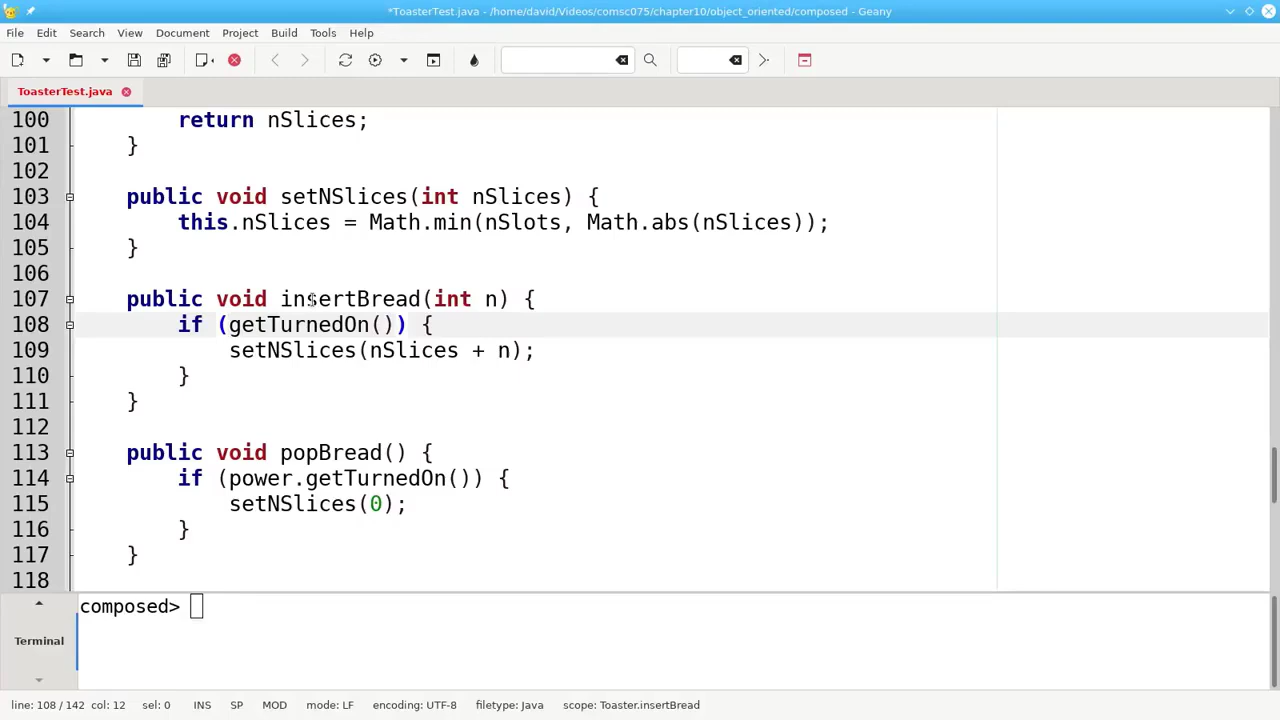 *ToasterTest.java - /home/david/Videos/comsc075/chapter10/object_oriented/composed - Geany
File Edit Search View Document Project Build Tools Help
ToasterTest.java
100 return nSlices;
101 }
102
103 public void setNSlices(int nSlices) {
104 this.nSlices = Math.min(nSlots, Math.abs(nSlices));
105 }
106
107 public void insertBread(int n) {
108 if (getTurnedOn()) {
109 setNSlices(nSlices + n);
110 }
111 }
112
113 public void popBread() {
114 if (power.getTurnedOn()) {
115 setNSlices(0);
116 }
117 }
118
composed>
Terminal
line: 108 / 142 col: 12 sel: 0 INS SP MOD mode: LF encoding: UTF-8 filetype: Java scope: Toaster.insertBread